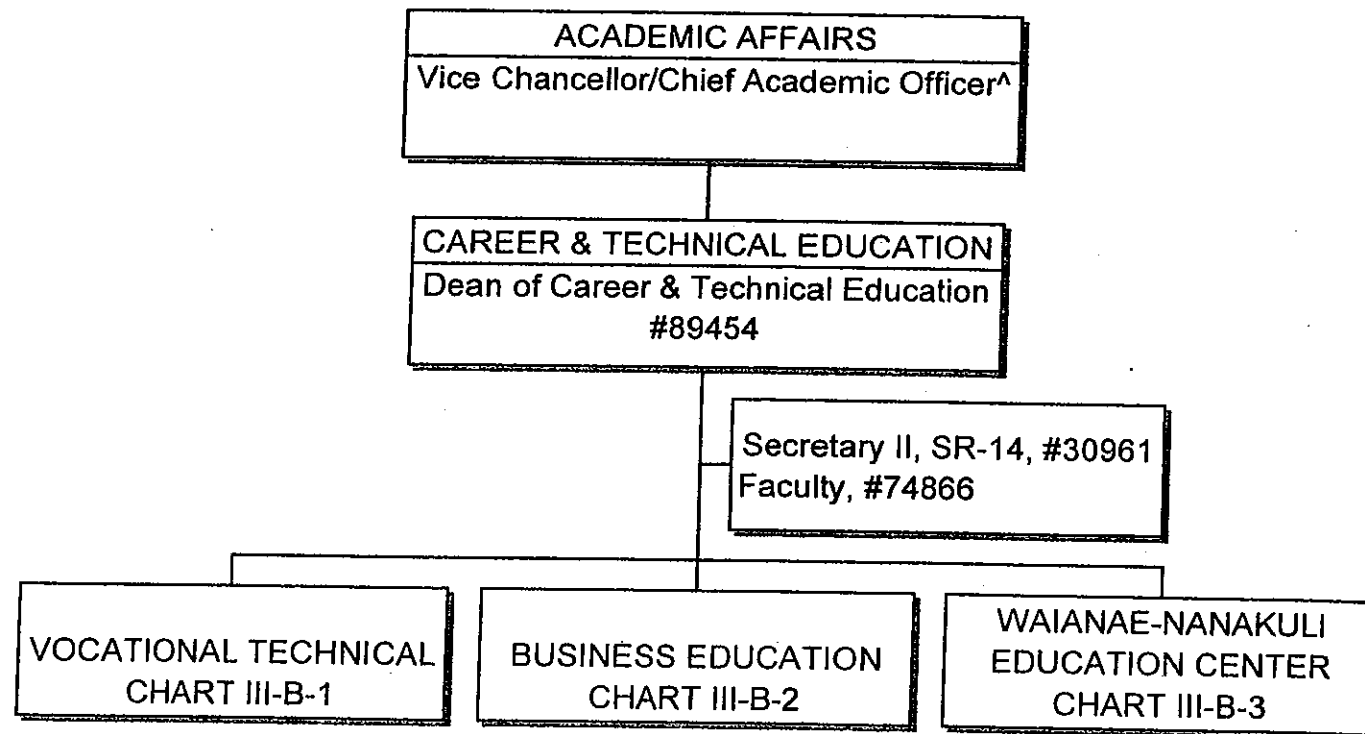 ACADEMIC AFFAIRS
Vice Chancellor/Chief Academic Officer^
CAREER & TECHNICAL EDUCATION
Dean of Career & Technical Education
#89454
Secretary II, SR-14, #30961
Faculty, #74866
VOCATIONAL TECHNICAL
CHART III-B-1
BUSINESS EDUCATION
CHART III-B-2
WAIANAE-NANAKULI
EDUCATION CENTER
CHART III-B-3